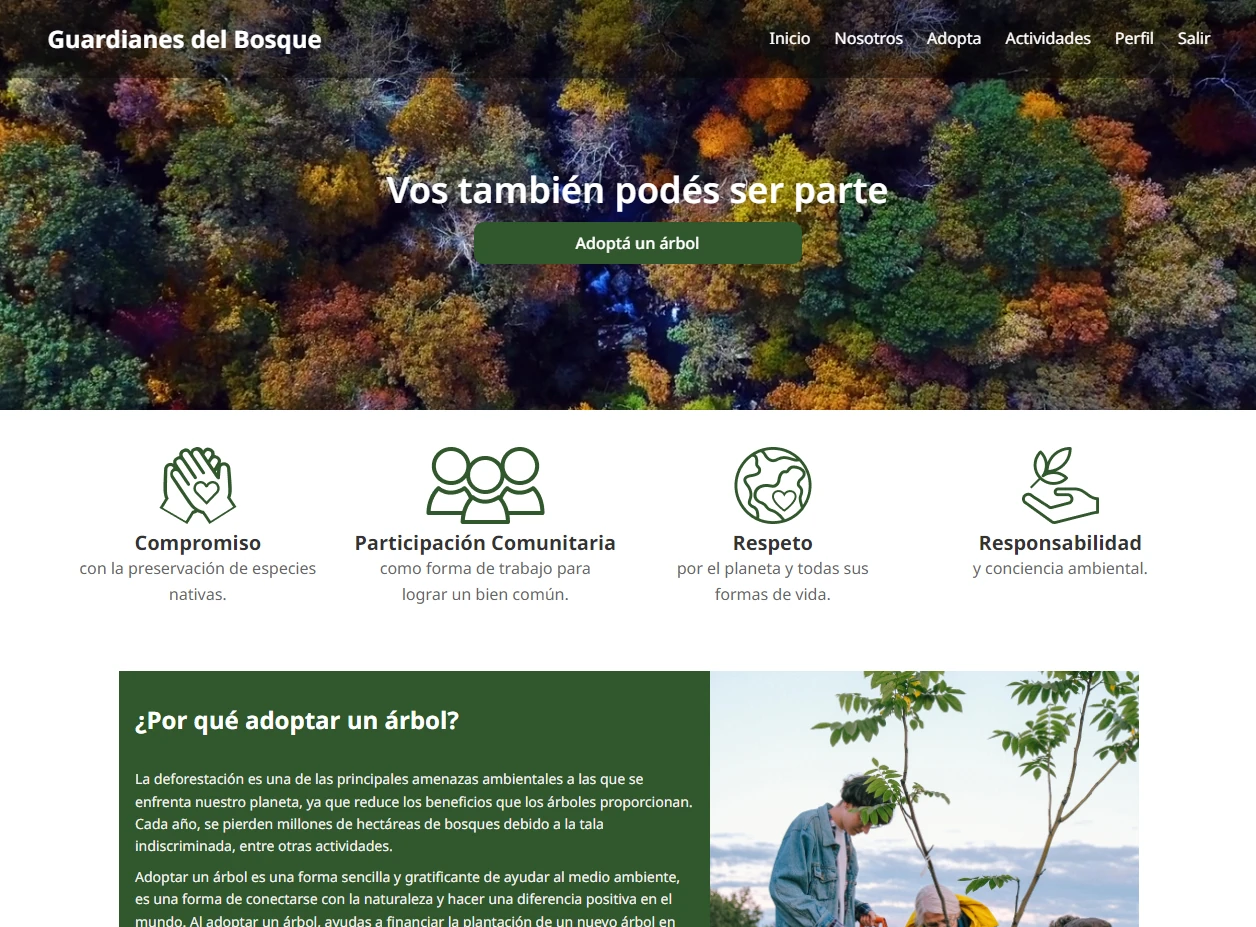 Guardianes del Bosque
Inicio Nosotros Adopta Actividades Perfil Salir
Vos también podés ser parte
Adoptá un árbol
Compromiso
con la preservación de especies
nativas.
Participación Comunitaria
como forma de trabajo para
lograr un bien común.
Respeto
por el planeta y todas sus
formas de vida.
Responsabilidad
y conciencia ambiental.
¿Por qué adoptar un árbol?
La deforestación es una de las principales amenazas ambientales a las que se
enfrenta nuestro planeta, ya que reduce los beneficios que los árboles proporcionan.
Cada año, se pierden millones de hectáreas de bosques debido a la tala
indiscriminada, entre otras actividades.
Adoptar un árbol es una forma sencilla y gratificante de ayudar al medio ambiente,
es una forma de conectarse con la naturaleza y hacer una diferencia positiva en el
mundo. Al adoptar un árbol, ayudas a financiar la plantación de un nuevo árbol en